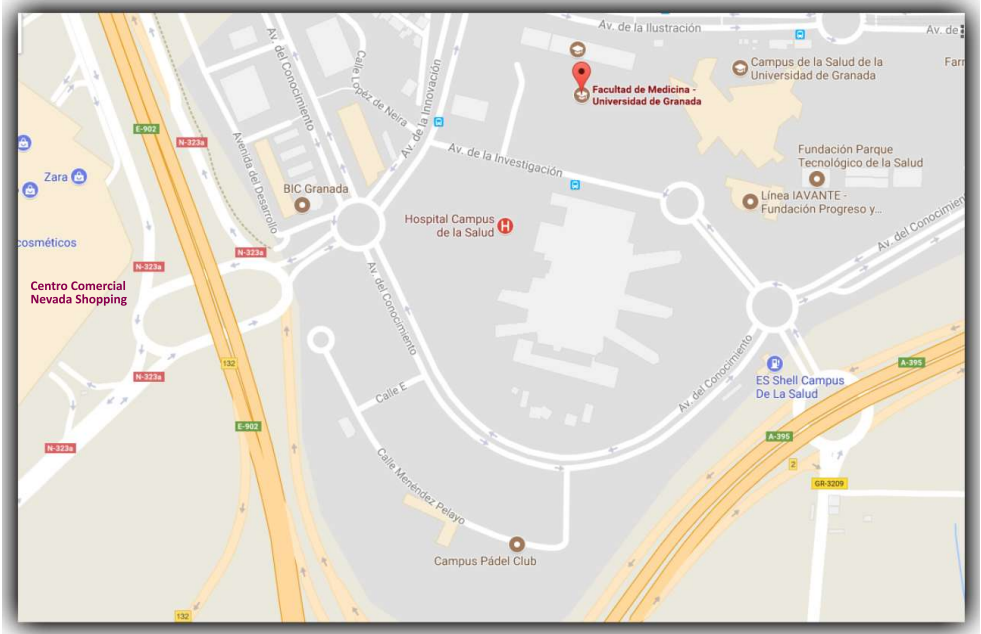 Av. de la Ilustración
Av. de
Av. del Conocimiento
Calle Lopéz de Neira
Av. de la Innovación
Campus de la Salud de la
Universidad de Granada
Farr
Facultad de Medicina -
Universidad de Granada
E-902
N-323a
Avenida del Desarrollo
Av. de la Investigación
Fundación Parque
Tecnológico de la Salud
Zara
BIC Granada
Línea IAVANTE -
Fundación Progreso y...
Hospital Campus
de la Salud
H
Av. del Conocimien
cosméticos
N-323a
N-323a
Centro Comercial
Nevada Shopping
Av. del Conocimiento
132
Av. del Conocimiento
A-395
N-323a
ES Shell Campus
De La Salud
Calle E
E-902
A-395
N-323a
Calle Menéndez Pelayo
2
GR-3209
Campus Pádel Club
132